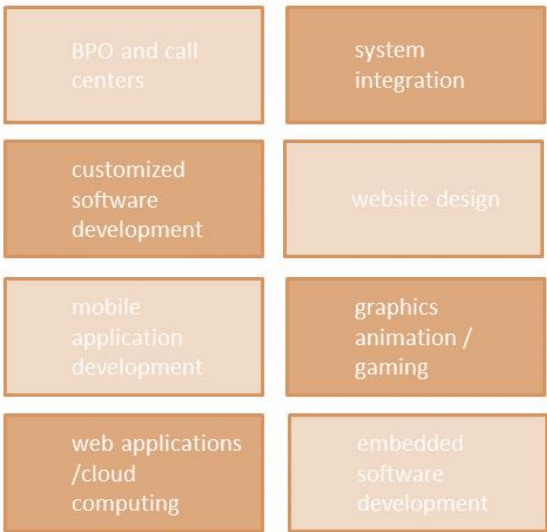 BPO and call
centers
system
integration
customized
software
development
website design
mobile
application
development
graphics
animation /
gaming
web applications
/cloud
computing
embedded
software
development